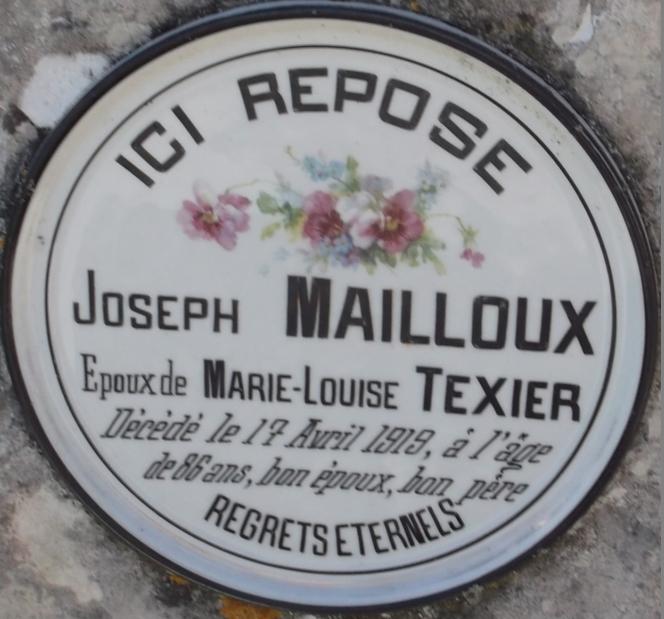 ICI REPOSE
JOSEPH MAILLOUX
Epoux de MARIE-LOUISE TEXIER
Décédé le 17 Avril 1919, à l'âge
de 86 ans, bon époux, bon père
REGRETS ETERNELS